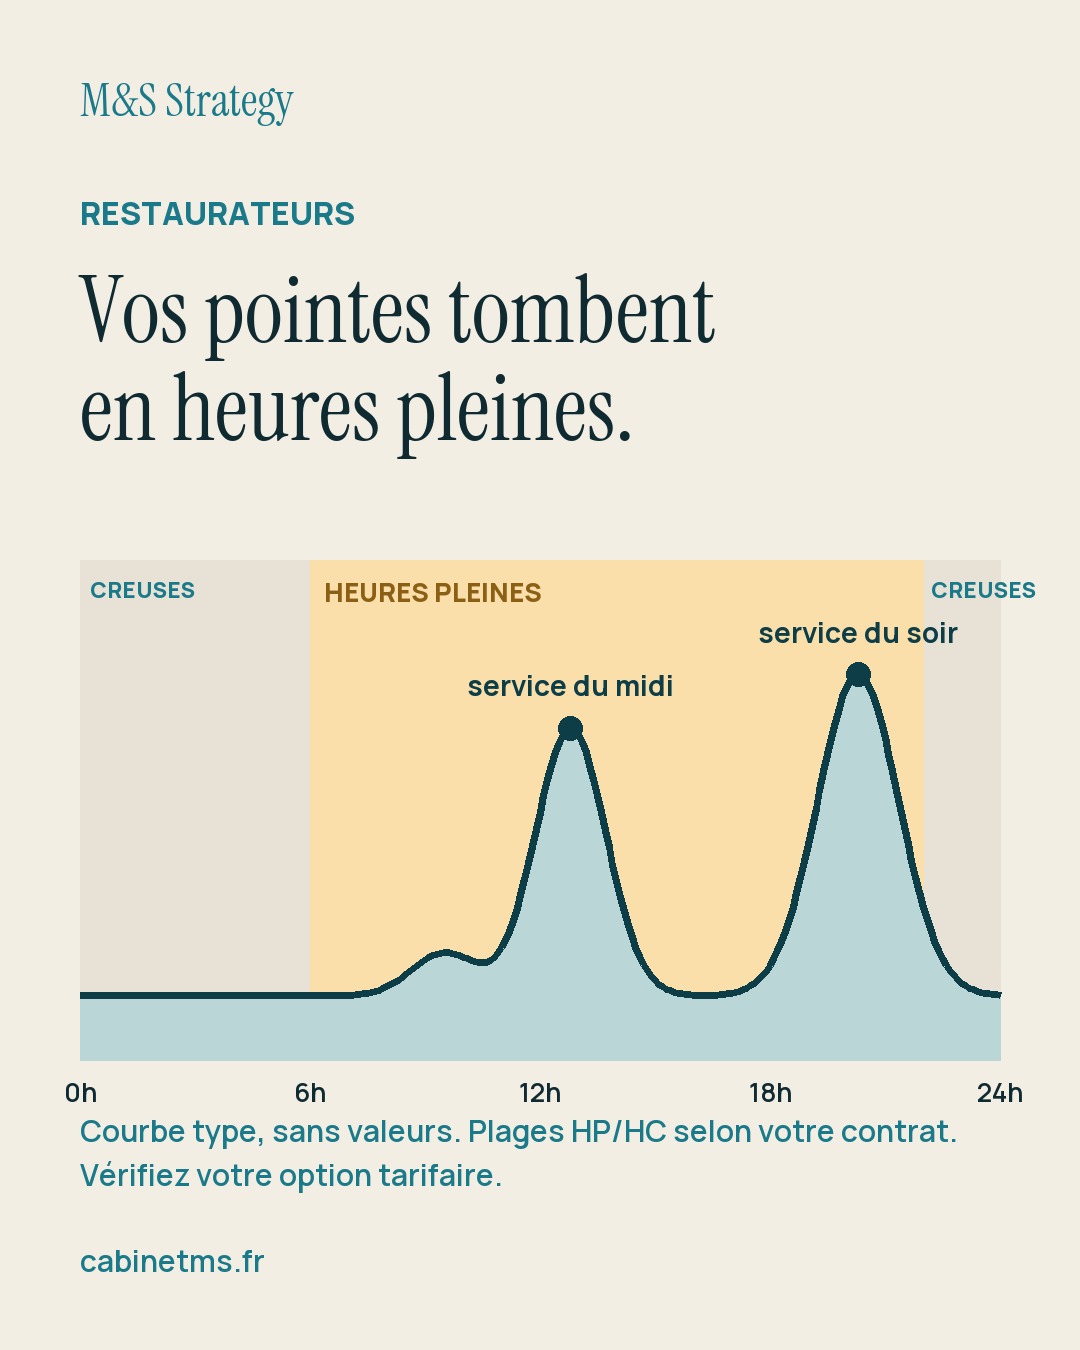 M&S Strategy
RESTAURATEURS
Vos pointes tombent
en heures pleines.
CREUSES
HEURES PLEINES
CREUSES
service du soir
service du midi
0h
6h
12h
18h
24h
Courbe type, sans valeurs. Plages HP/HC selon votre contrat.
Vérifiez votre option tarifaire.
cabinetms.fr